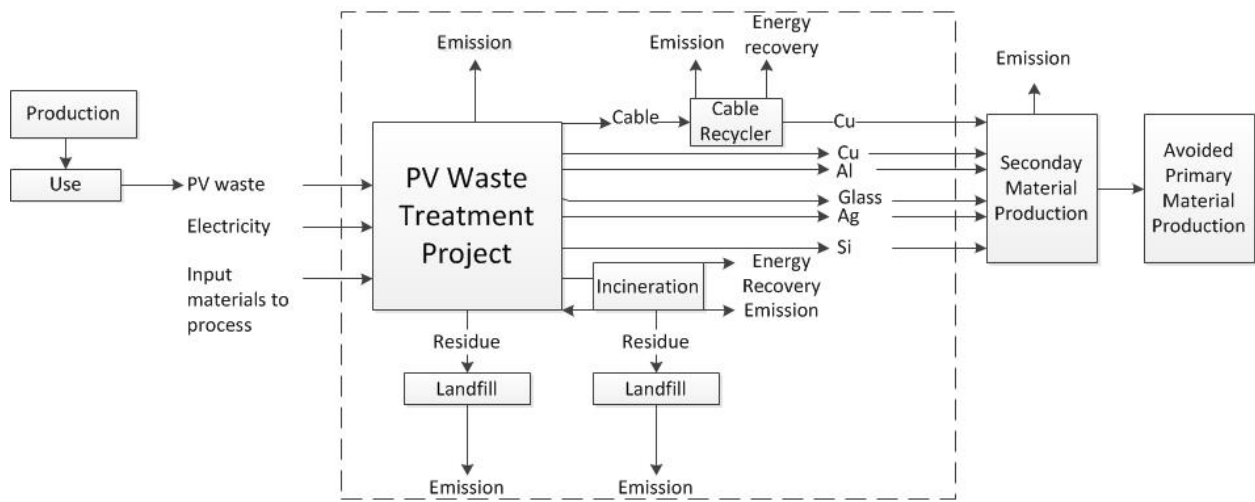 Production
Use
PV waste
Electricity
Input
materials to
process
Emission
PV Waste
Treatment
Project
Cable
Emission
Energy
recovery
Cable
Recycler
Cu
Cu
Al
Glass
Ag
Si
Incineration
Energy
Recovery
Emission
Residue
Landfill
Emission
Residue
Landfill
Emission
Emission
Seconday
Material
Production
Avoided
Primary
Material
Production